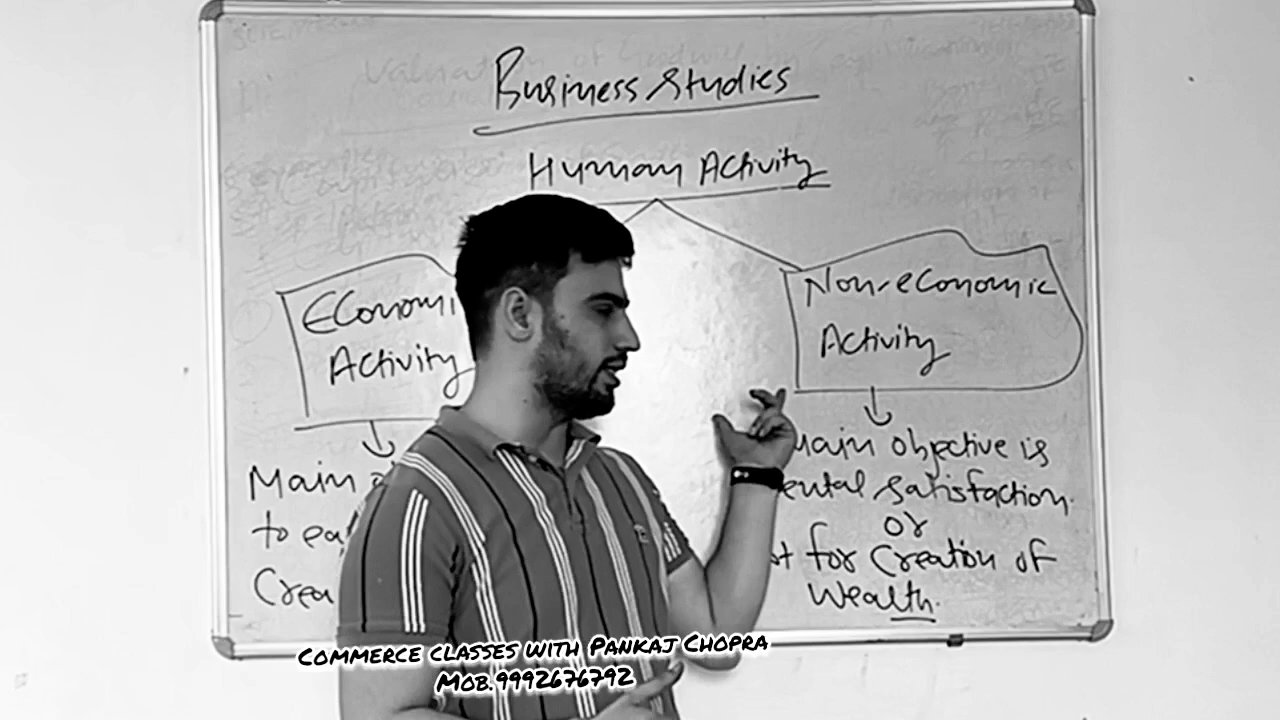 Business Studies
Human Activity
Economi
Activity
Main
to ea
Crea
Non-economic
Activity
main objective is
ental satisfaction.
or
t for Creation of
Wealth.
Commerce classes with Pankaj Chopra
Mob.9992676792